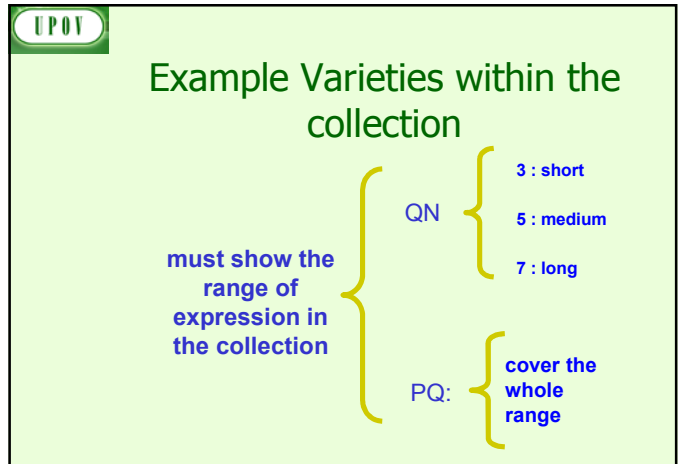 UPOV
Example Varieties within the
collection
must show the
range of
expression in
the collection
QN
3 : short
5 : medium
7 : long
PQ:
cover the
whole
range